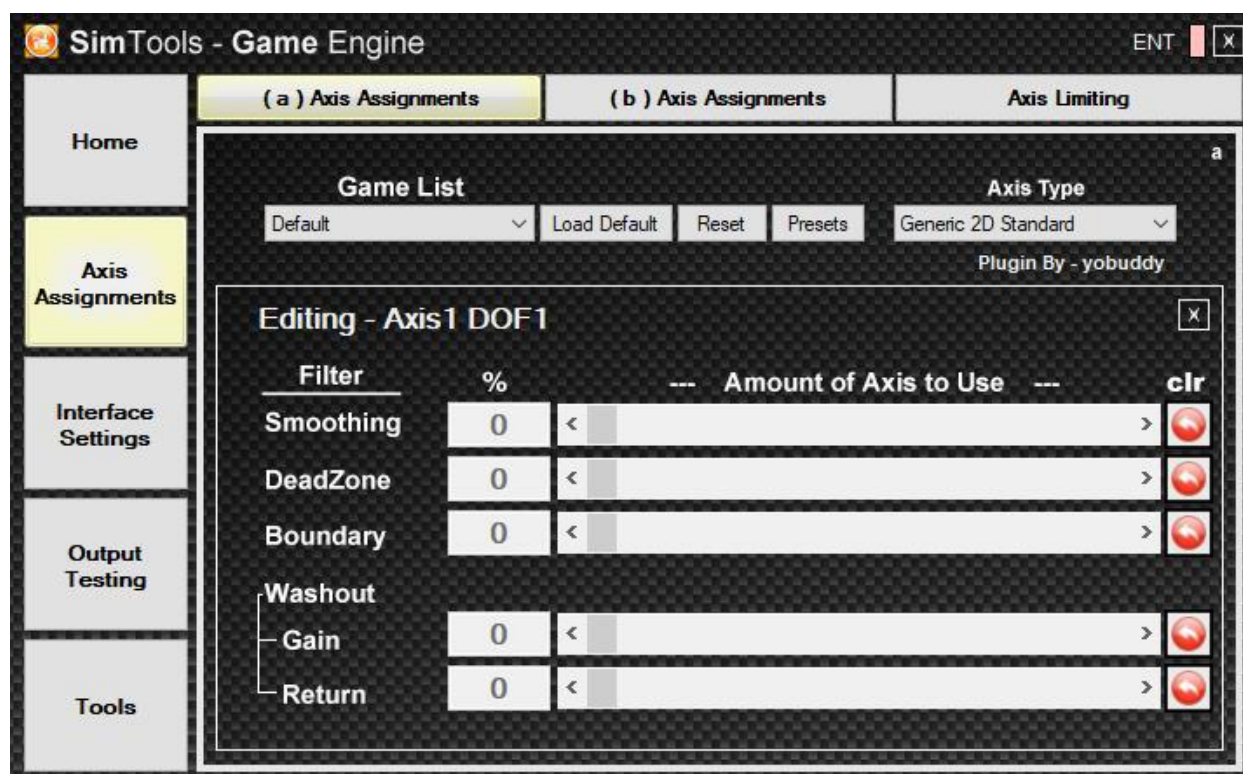 SimTools - Game Engine
ENT
X
(a) Axis Assignments
(b) Axis Assignments
Axis Limiting
Home
Axis
Assignments
Interface
Settings
Output
Testing
Tools
a
Game List
Axis Type
Default
Load Default
Reset
Presets
Generic 2D Standard
Plugin By - yobuddy
Editing - Axis1 DOF1
X
Filter % --- Amount of Axis to Use --- clr
Smoothing 0 < >
DeadZone 0 < >
Boundary 0 < >
Washout
Gain 0 < >
Return 0 < >